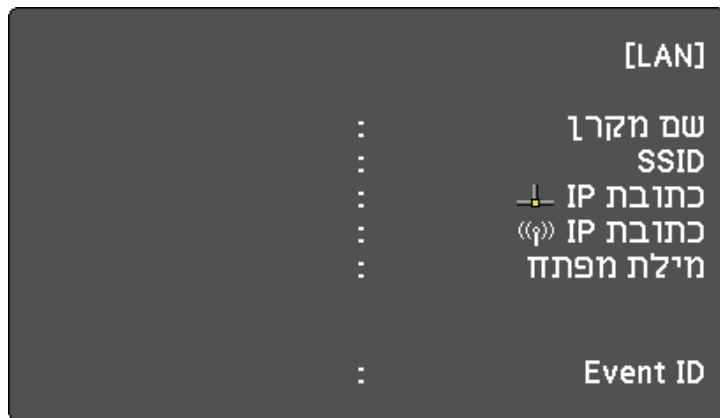 [LAN]
שם מקרן :
SSID :
כתובת IP :
כתובת IP :
מילת מפתח :
Event ID :